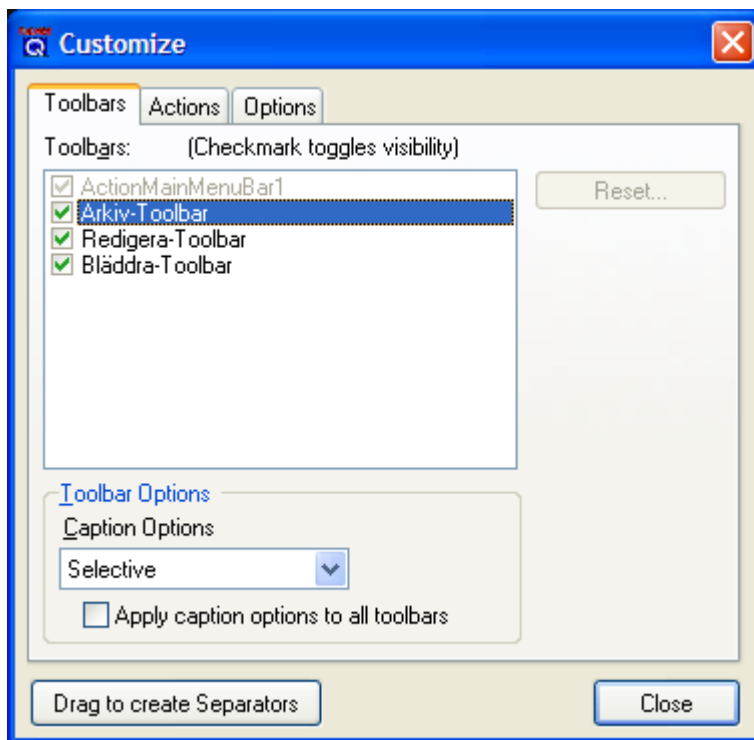 Customize
Toolbars Actions Options
Toolbars: (Checkmark toggles visibility)
ActionMainMenuBar1
Reset...
Arkiv-Toolbar
Redigera-Toolbar
Bläddra-Toolbar
Toolbar Options
Caption Options
Selective
Apply caption options to all toolbars
Drag to create Separators
Close